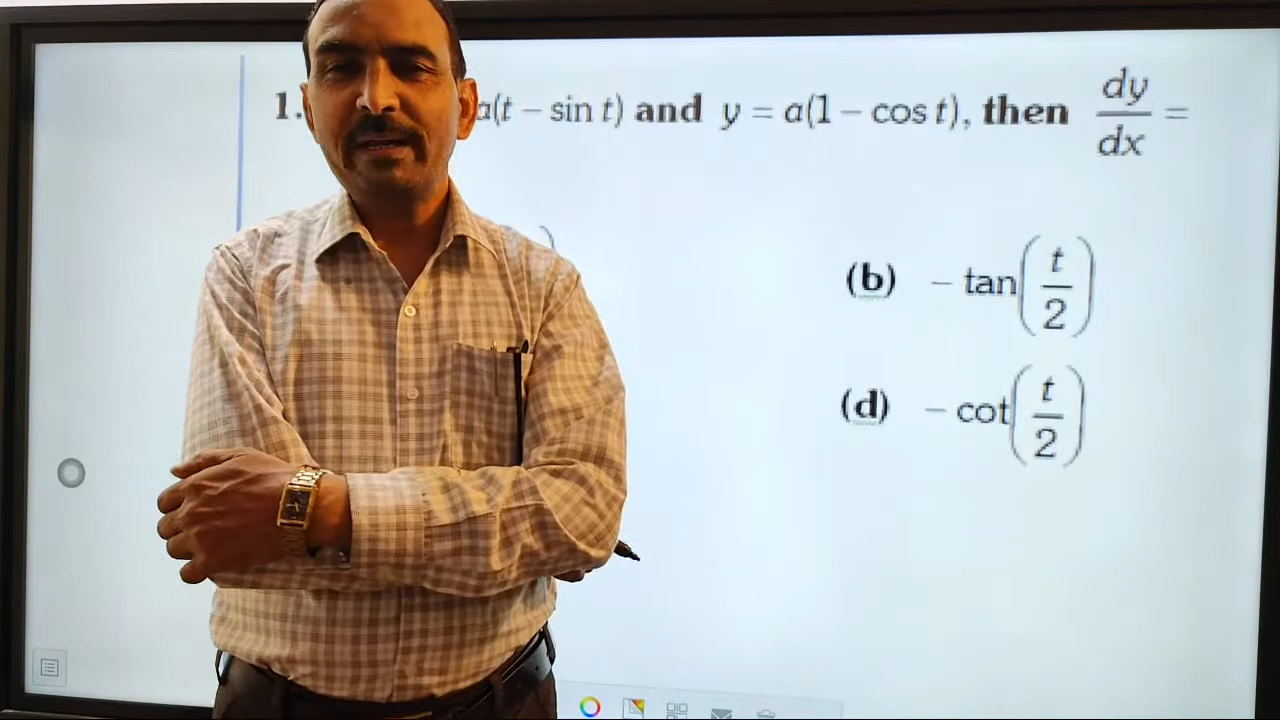 1. a(t − sin t) and y = a(1 − cos t), then dy/dx =
(b) − tan(t/2)
(d) − cot(t/2)